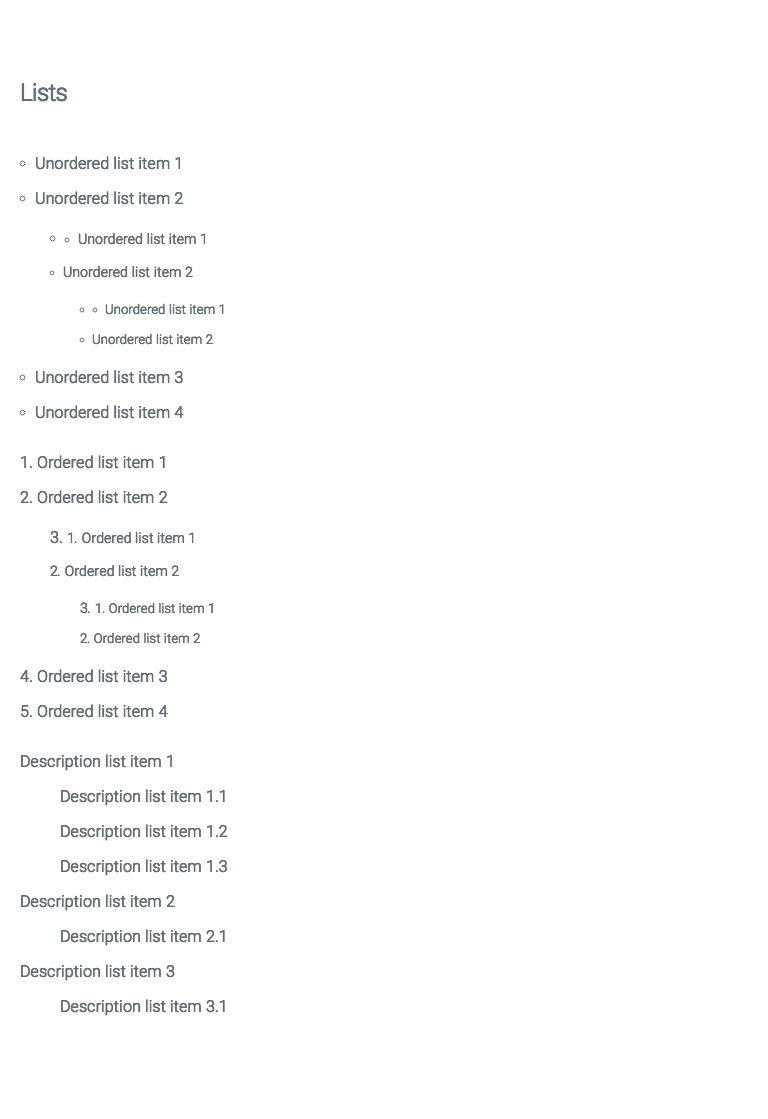 Lists
◦ Unordered list item 1
◦ Unordered list item 2
◦ ◦ Unordered list item 1
◦ Unordered list item 2
◦ ◦ Unordered list item 1
◦ Unordered list item 2
◦ Unordered list item 3
◦ Unordered list item 4
1. Ordered list item 1
2. Ordered list item 2
3. 1. Ordered list item 1
2. Ordered list item 2
3. 1. Ordered list item 1
2. Ordered list item 2
4. Ordered list item 3
5. Ordered list item 4
Description list item 1
Description list item 1.1
Description list item 1.2
Description list item 1.3
Description list item 2
Description list item 2.1
Description list item 3
Description list item 3.1